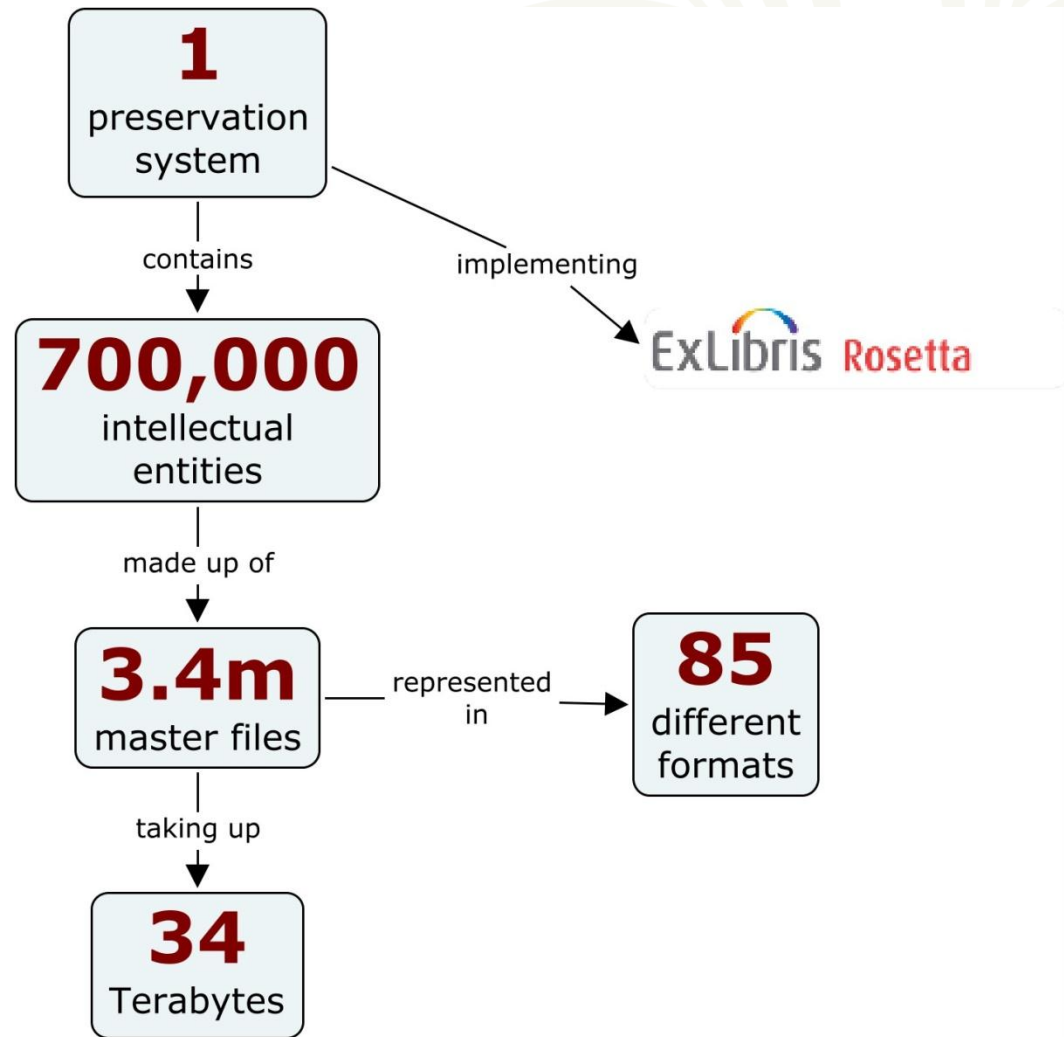 1
preservation
system
contains
implementing
ExLibris Rosetta
700,000
intellectual
entities
made up of
3.4m
master files
represented
in
85
different
formats
taking up
34
Terabytes